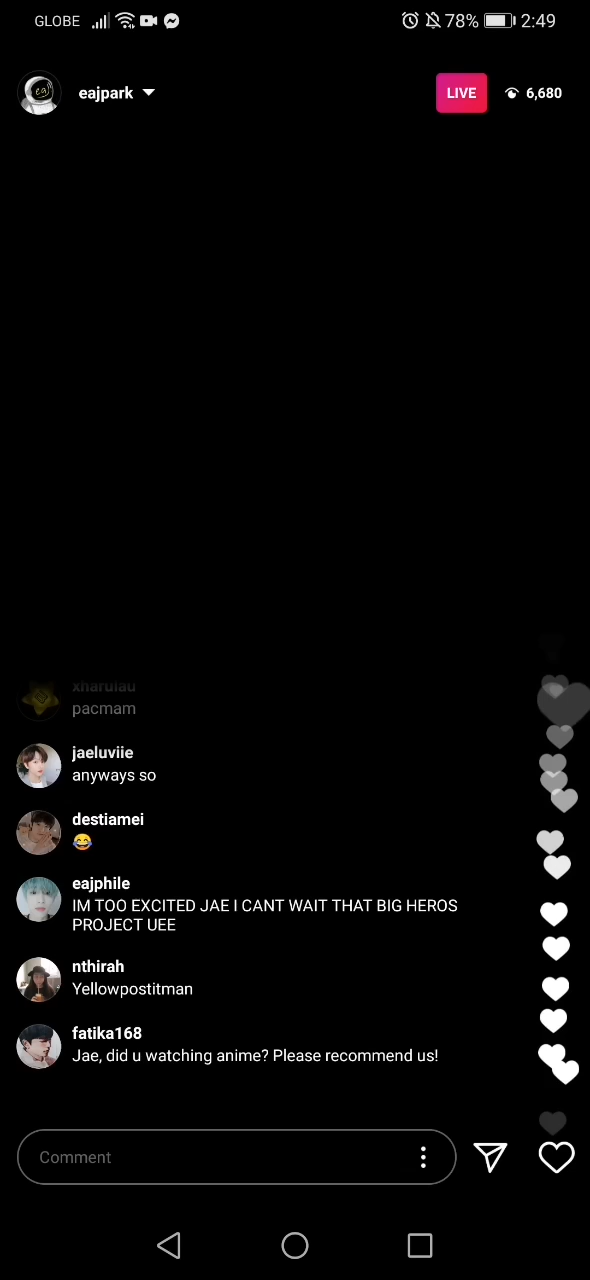 GLOBE 78% 2:49
eaj
eajpark LIVE 6,680
xharulau
pacmam
jaeluviie
anyways so
destiamei
😂
eajphile
IM TOO EXCITED JAE I CANT WAIT THAT BIG HEROS
PROJECT UEE
nthirah
Yellowpostitman
fatika168
Jae, did u watching anime? Please recommend us!
Comment